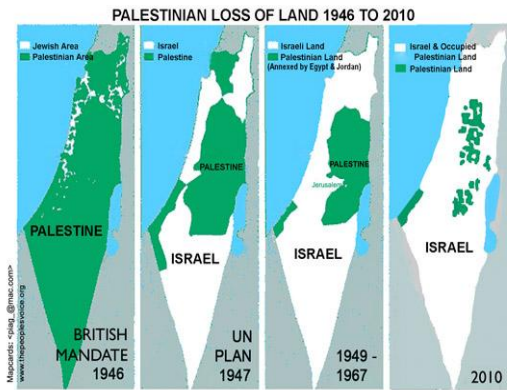 PALESTINIAN LOSS OF LAND 1946 TO 2010
Jewish Area
Palestinian Area
PALESTINE
BRITISH
MANDATE
1946
Israel
Palestine
PALESTINE
ISRAEL
UN
PLAN
1947
Israeli Land
Palestinian Land
(Annexed by Egypt & Jordan)
PALESTINE
Jerusalem
ISRAEL
1949 -
1967
Israel & Occupied
Palestinian Land
Palestinian Land
ISRAEL
2010
Mapcards: <piag_@mac.com>
www.thepeoplesvoice.org